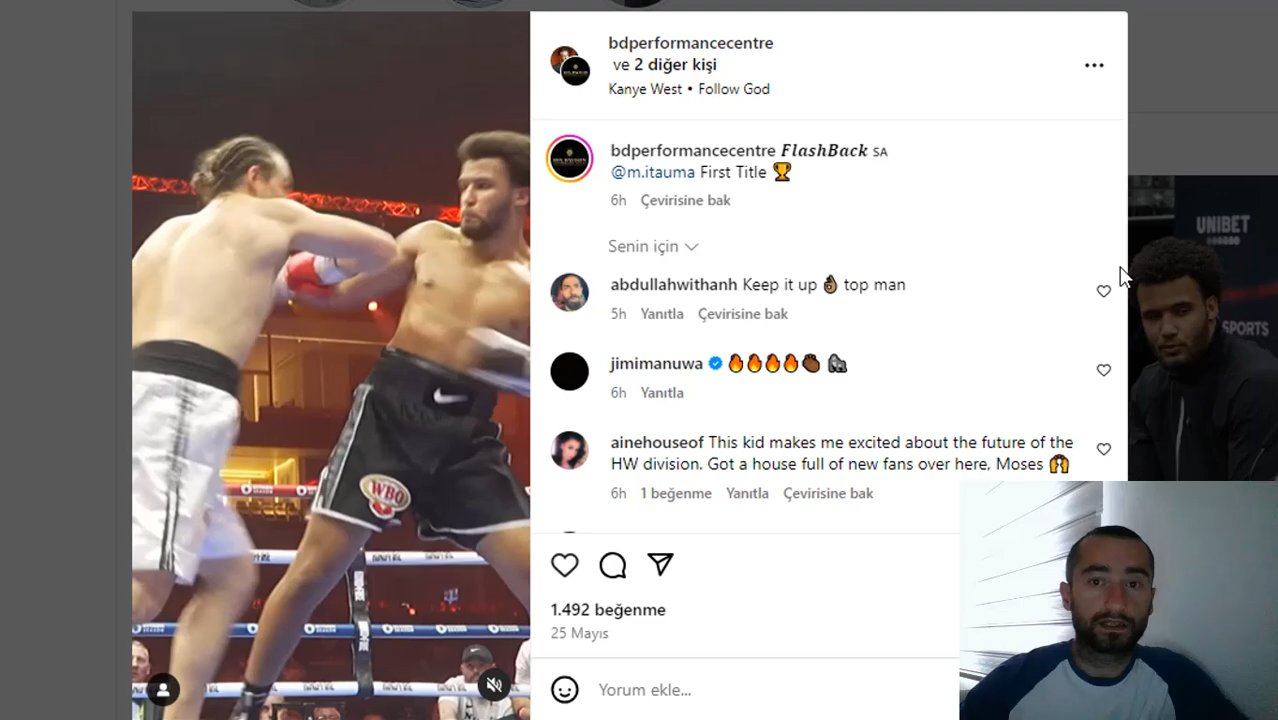 bdperformancecentre
ve 2 diğer kişi
Kanye West • Follow God
bdperformancecentre FlashBack SA
@m.itauma First Title 🏆
6h Çevirisine bak
Senin için
abdullahwithanh Keep it up 👌🏾 top man
5h Yanıtla Çevirisine bak
jimimanuwa 🔥🔥🔥🔥✊🏾🦍
6h Yanıtla
ainehouseof This kid makes me excited about the future of the
HW division. Got a house full of new fans over here, Moses 🙌
6h 1 beğenme Yanıtla Çevirisine bak
1.492 beğenme
25 Mayıs
Yorum ekle...
WBO
UNIBET
SPORTS